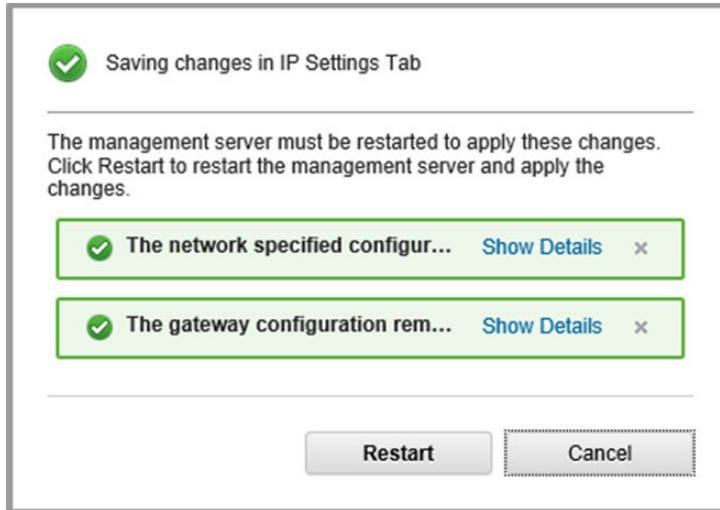 Saving changes in IP Settings Tab
The management server must be restarted to apply these changes.
Click Restart to restart the management server and apply the
changes.
The network specified configur... Show Details ×
The gateway configuration rem... Show Details ×
Restart Cancel